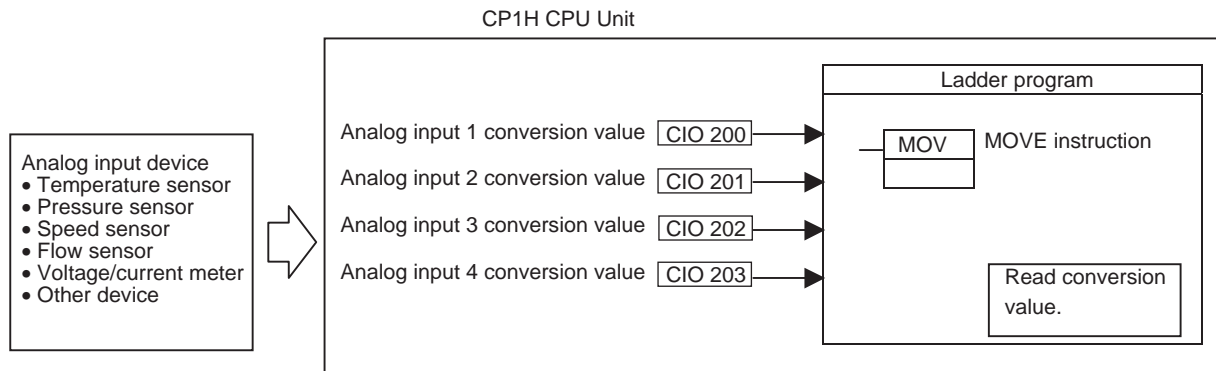 CP1H CPU Unit
Analog input device
• Temperature sensor
• Pressure sensor
• Speed sensor
• Flow sensor
• Voltage/current meter
• Other device
Analog input 1 conversion value CIO 200
Analog input 2 conversion value CIO 201
Analog input 3 conversion value CIO 202
Analog input 4 conversion value CIO 203
Ladder program
MOV MOVE instruction
Read conversion
value.